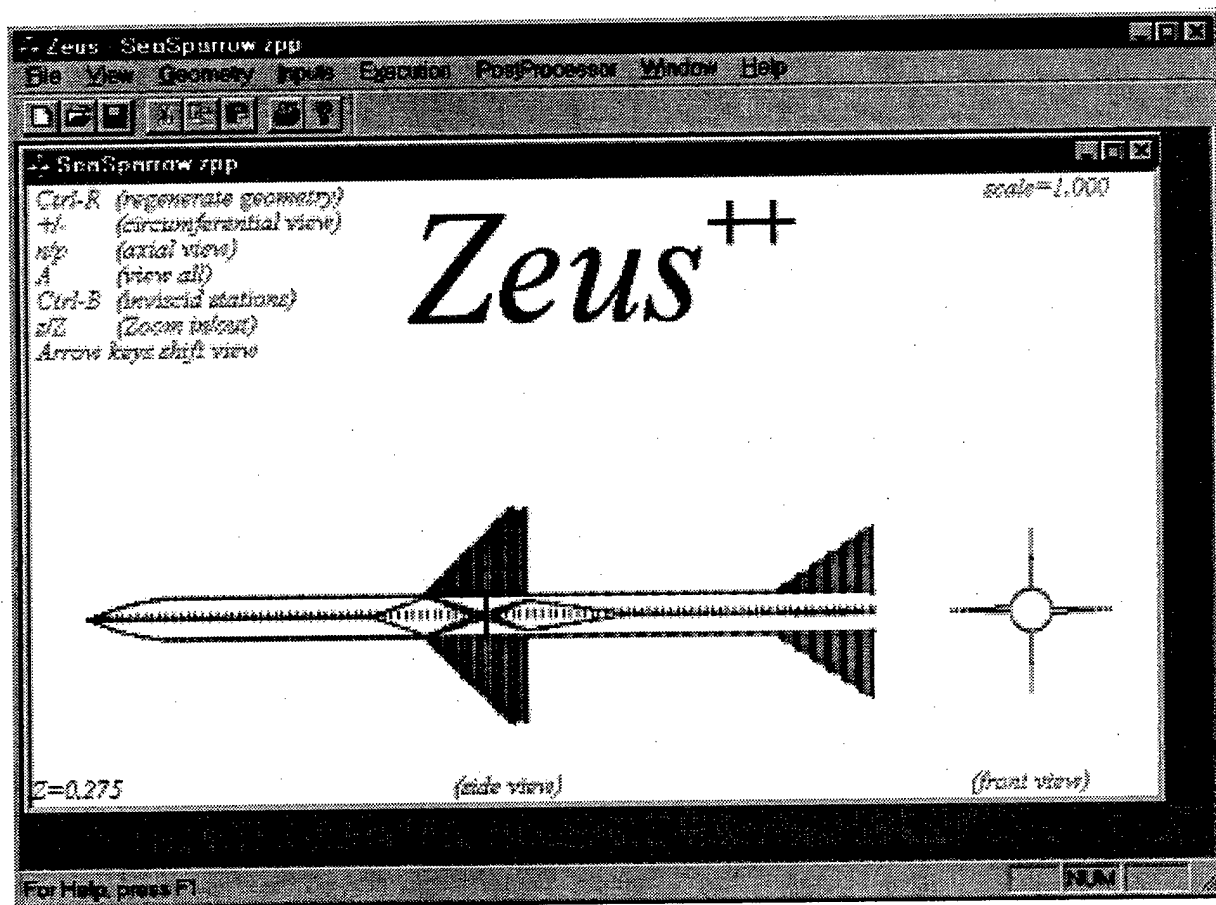 Zeus - SeaSparrow.zpp
File View Geometry Inputs Execution PostProcessor Window Help
SeaSparrow.zpp
Ctrl-R (regenerate geometry)
+/- (circumferential view)
n/p (axial view)
A (view all)
Ctrl-B (inviscid stations)
z/Z (Zoom in/out)
Arrow keys shift view
scale=1.000
Zeus++
Z=0.275
(side view)
(front view)
For Help, press F1
NUM